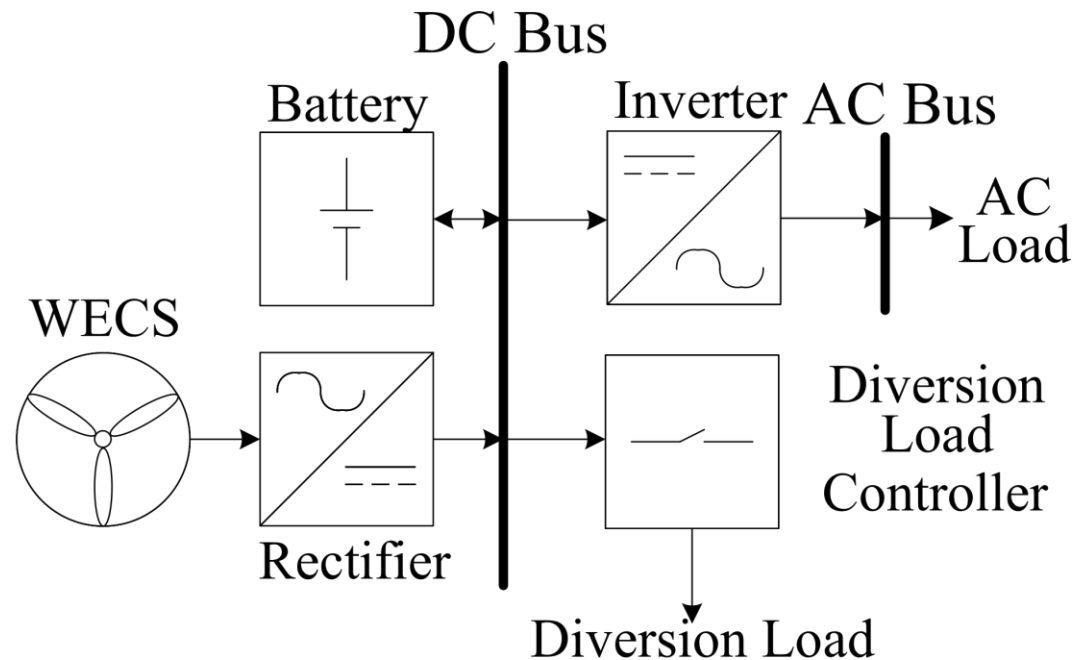 DC Bus
Battery
Inverter
AC Bus
AC
Load
WECS
Diversion
Load
Controller
Rectifier
Diversion Load